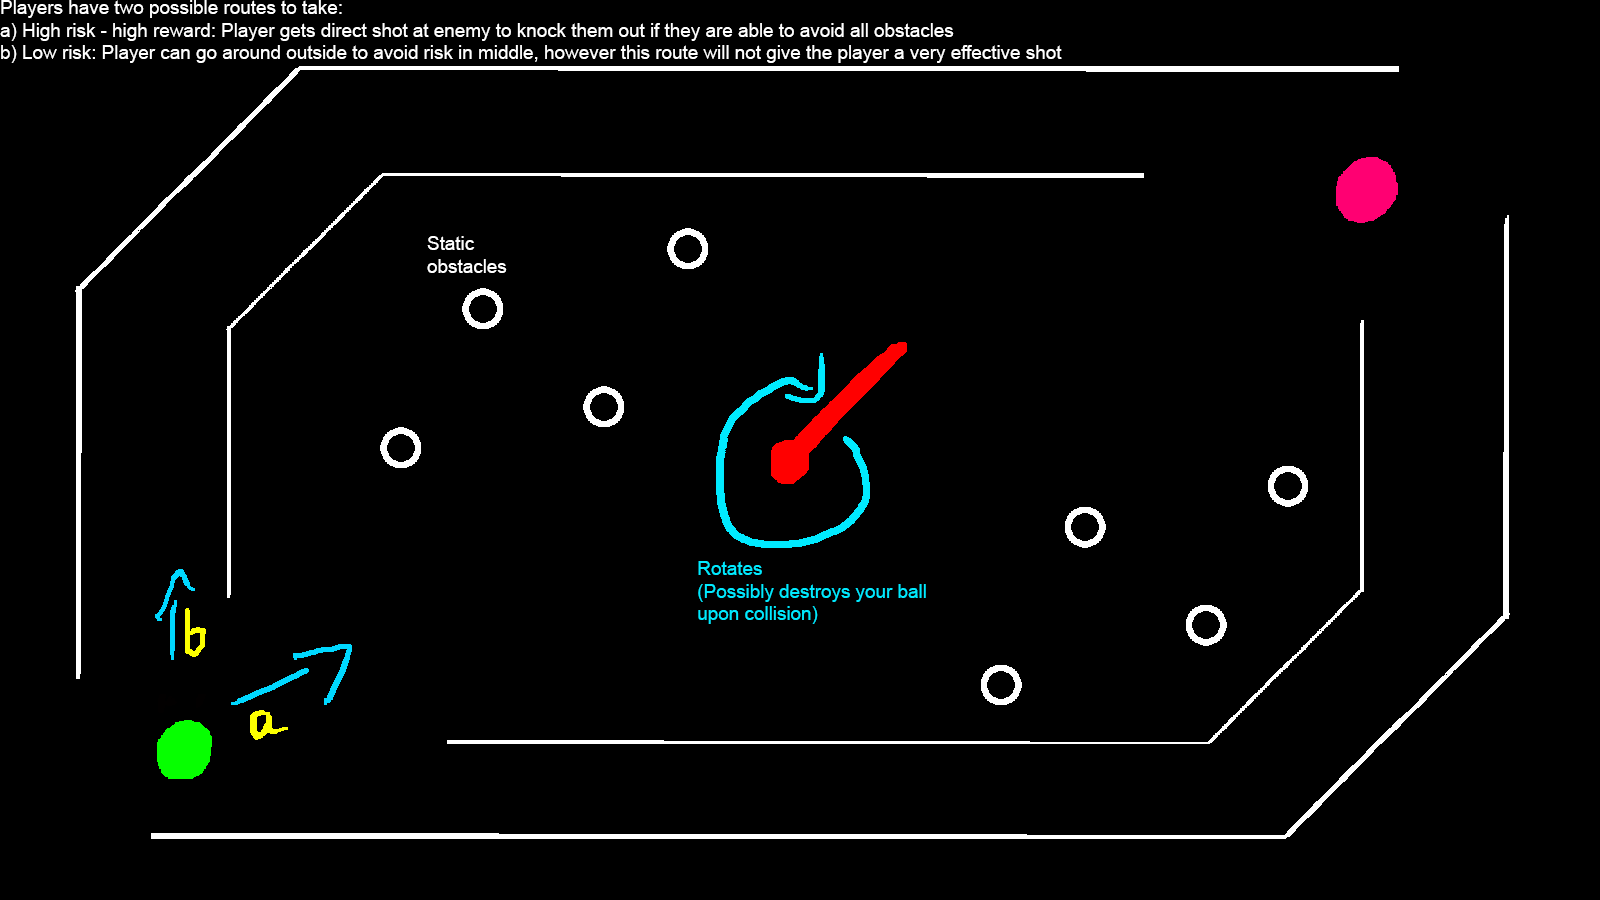 Players have two possible routes to take:
a) High risk - high reward: Player gets direct shot at enemy to knock them out if they are able to avoid all obstacles
b) Low risk: Player can go around outside to avoid risk in middle, however this route will not give the player a very effective shot
Static
obstacles
Rotates
(Possibly destroys your ball
upon collision)
b
a